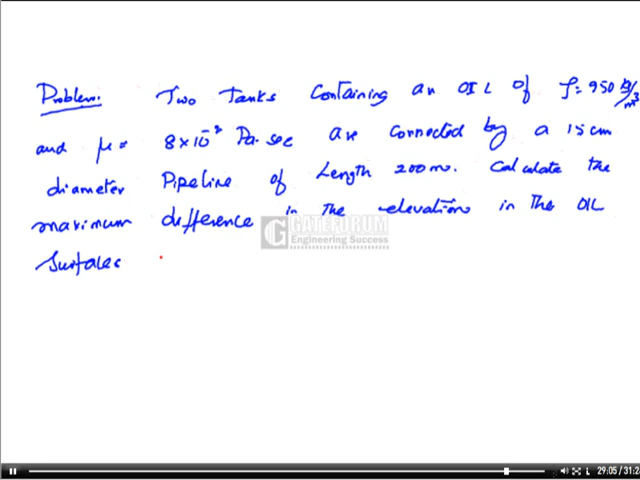 Problem: Two Tanks Containing an OIL Of ρ = 950 kg/m³
and μ = 8×10⁻² Pa.sec are Connected by a 15 cm
diameter Pipeline Of Length 200m. Calculate the
maximum difference in The elevation in The OIL
Surfaces
GATEFORUM
Engineering Success
29:05 / 31:2